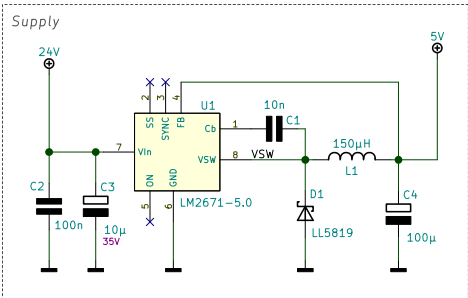 Supply
24V
5V
2
3
4
U1
SS
SYNC
FB
10n
Cb
1
C1
7
Vin
VSW
8
VSW
150µH
L1
ON
GND
LM2671-5.0
5
6
C2
100n
C3
10µ
35V
D1
LL5819
C4
100µ